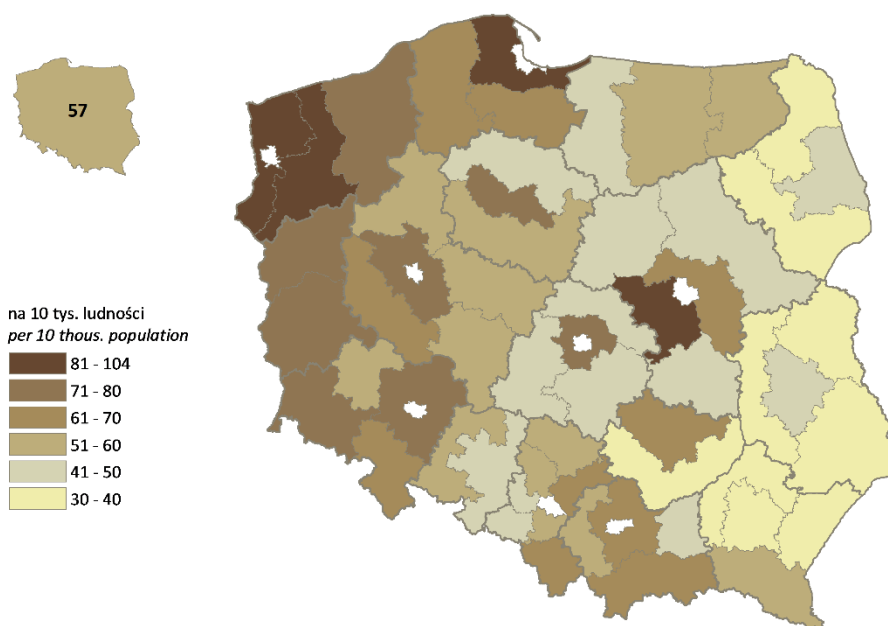 57
na 10 tys. ludności
per 10 thous. population
81 - 104
71 - 80
61 - 70
51 - 60
41 - 50
30 - 40